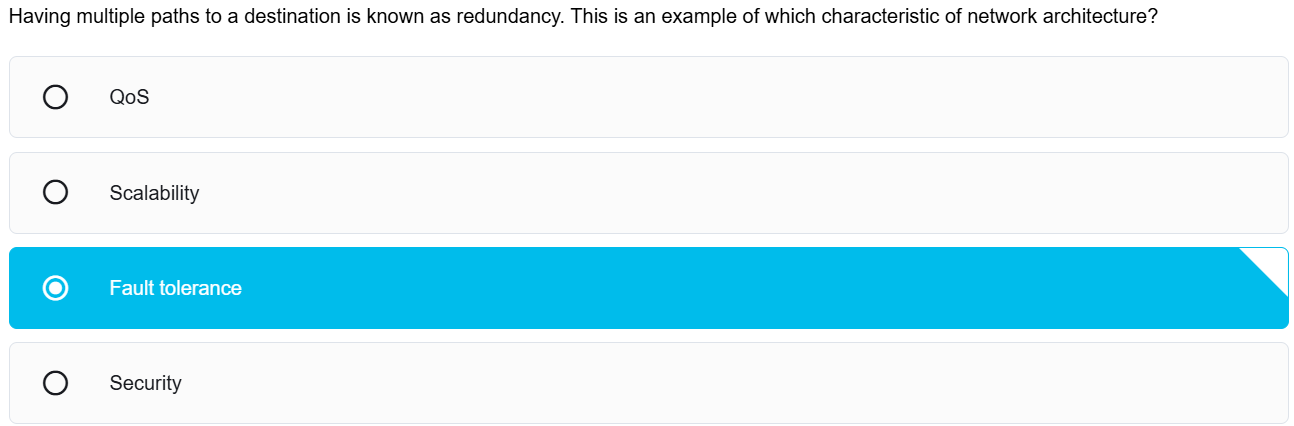 Having multiple paths to a destination is known as redundancy. This is an example of which characteristic of network architecture?
QoS
Scalability
Fault tolerance
Security